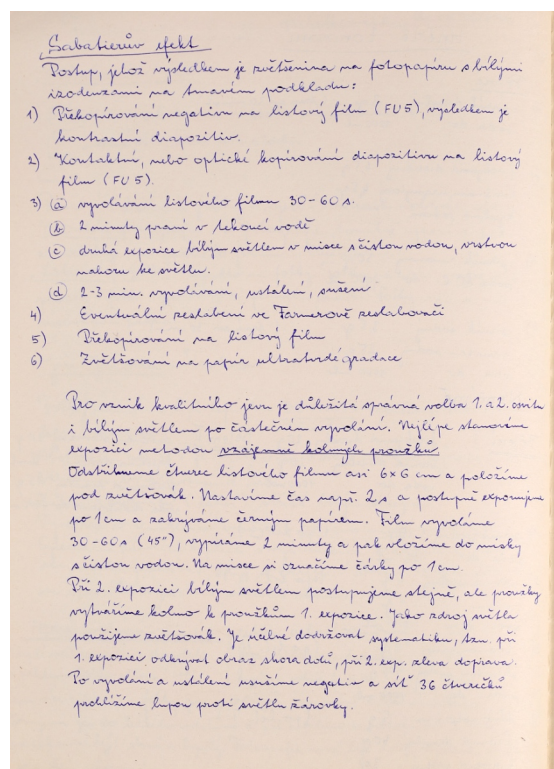 Sabatierův efekt
Postup, jehož výsledkem je zvětšenina na fotopapíru s bílými
izodenzami na tmavém podkladu:
1) Překopírování negativu na listový film (FU5), výsledkem je
kontrastní diapozitiv.
2) Kontaktní, nebo optické kopírování diapozitivu na listový
film (FU5).
3) a vyvolávání listového filmu 30-60 s.
b 2 minuty praní v tekoucí vodě
c druhá expozice bílým světlem v misce s čistou vodou, vrstvou
nahoru ke světlu.
d 2-3 min. vyvolávání, ustálení, sušení
4) Eventuální zeslabení ve Farmerově zeslabovači
5) Překopírování na listový film
6) Zvětšování na papír ultratvrdé gradace
Pro vznik kvalitního jevu je důležitá správná volba 1. a 2. osvitu
i bílým světlem po částečném vyvolání. Nejlépe stanovíme
expozici metodou vzájemně kolmých proužků.
Odstřihneme čtverec listového filmu asi 6x6 cm a položíme
pod zvětšovák. Nastavíme čas např. 2 s a postupně exponujeme
po 1 cm a zakrýváme černým papírem. Film vyvoláme
30-60 s (45"), vypíráme 2 minuty a pak vložíme do misky
s čistou vodou. Na misce si označíme čárky po 1 cm.
Při 2. expozici bílým světlem postupujeme stejně, ale proužky
vytváříme kolmo k proužkům 1. expozice. Jako zdroj světla
použijeme zvětšovák. Je účelné dodržovat systematiku, tzn. při
1. expozici odkrývat obraz shora dolů, při 2. exp. zleva doprava.
Po vyvolání a ustálení usušíme negativ a síť 36 čtverečků
prohlížíme lupou proti světlu žárovky.